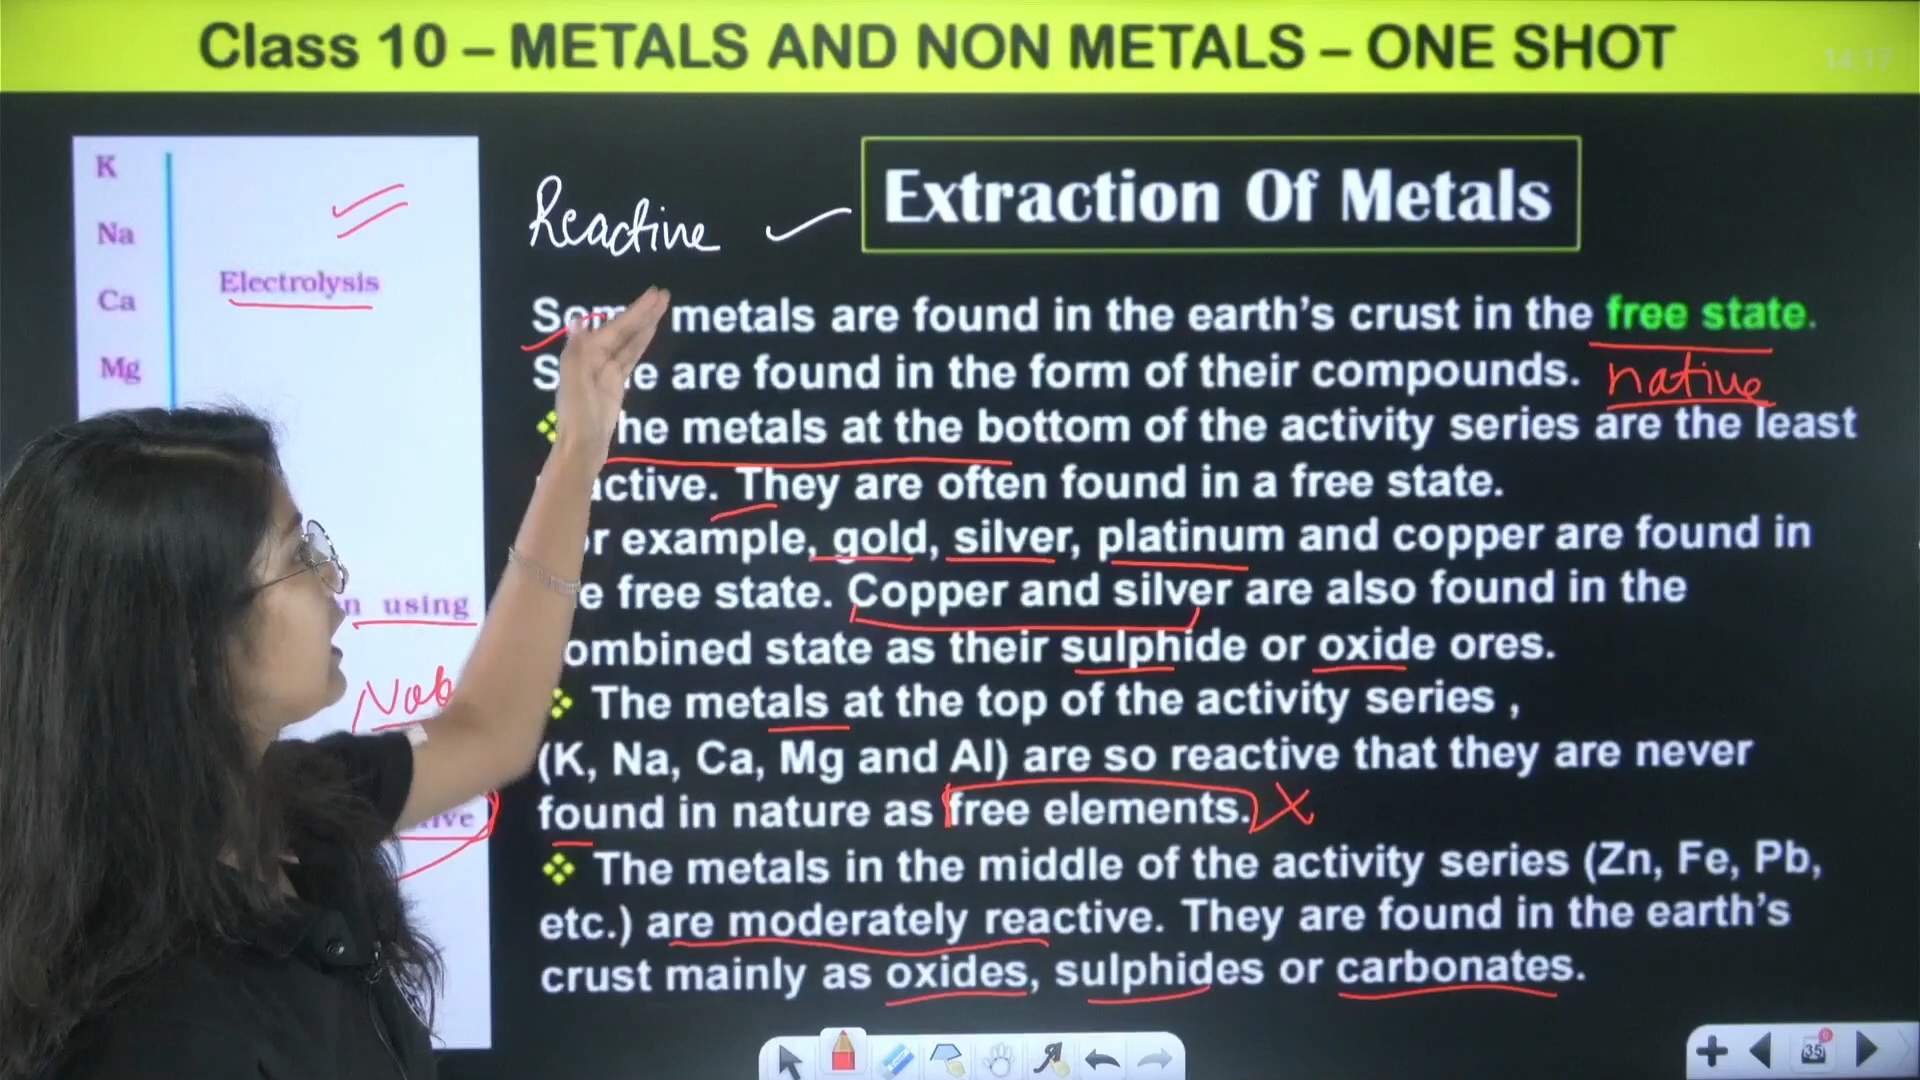 Class 10 – METALS AND NON METALS – ONE SHOT
14:17
K
Na
Ca
Mg
Electrolysis
using
Reactive
Extraction Of Metals
Some metals are found in the earth's crust in the free state.
are found in the form of their compounds. native
metals at the bottom of the activity series are the least
They are often found in a free state.
example, gold, silver, platinum and copper are found in
free state. Copper and silver are also found in the
combined state as their sulphide or oxide ores.
❖ The metals at the top of the activity series ,
(K, Na, Ca, Mg and Al) are so reactive that they are never
found in nature as free elements. X
❖ The metals in the middle of the activity series (Zn, Fe, Pb,
etc.) are moderately reactive. They are found in the earth's
crust mainly as oxides, sulphides or carbonates.
35